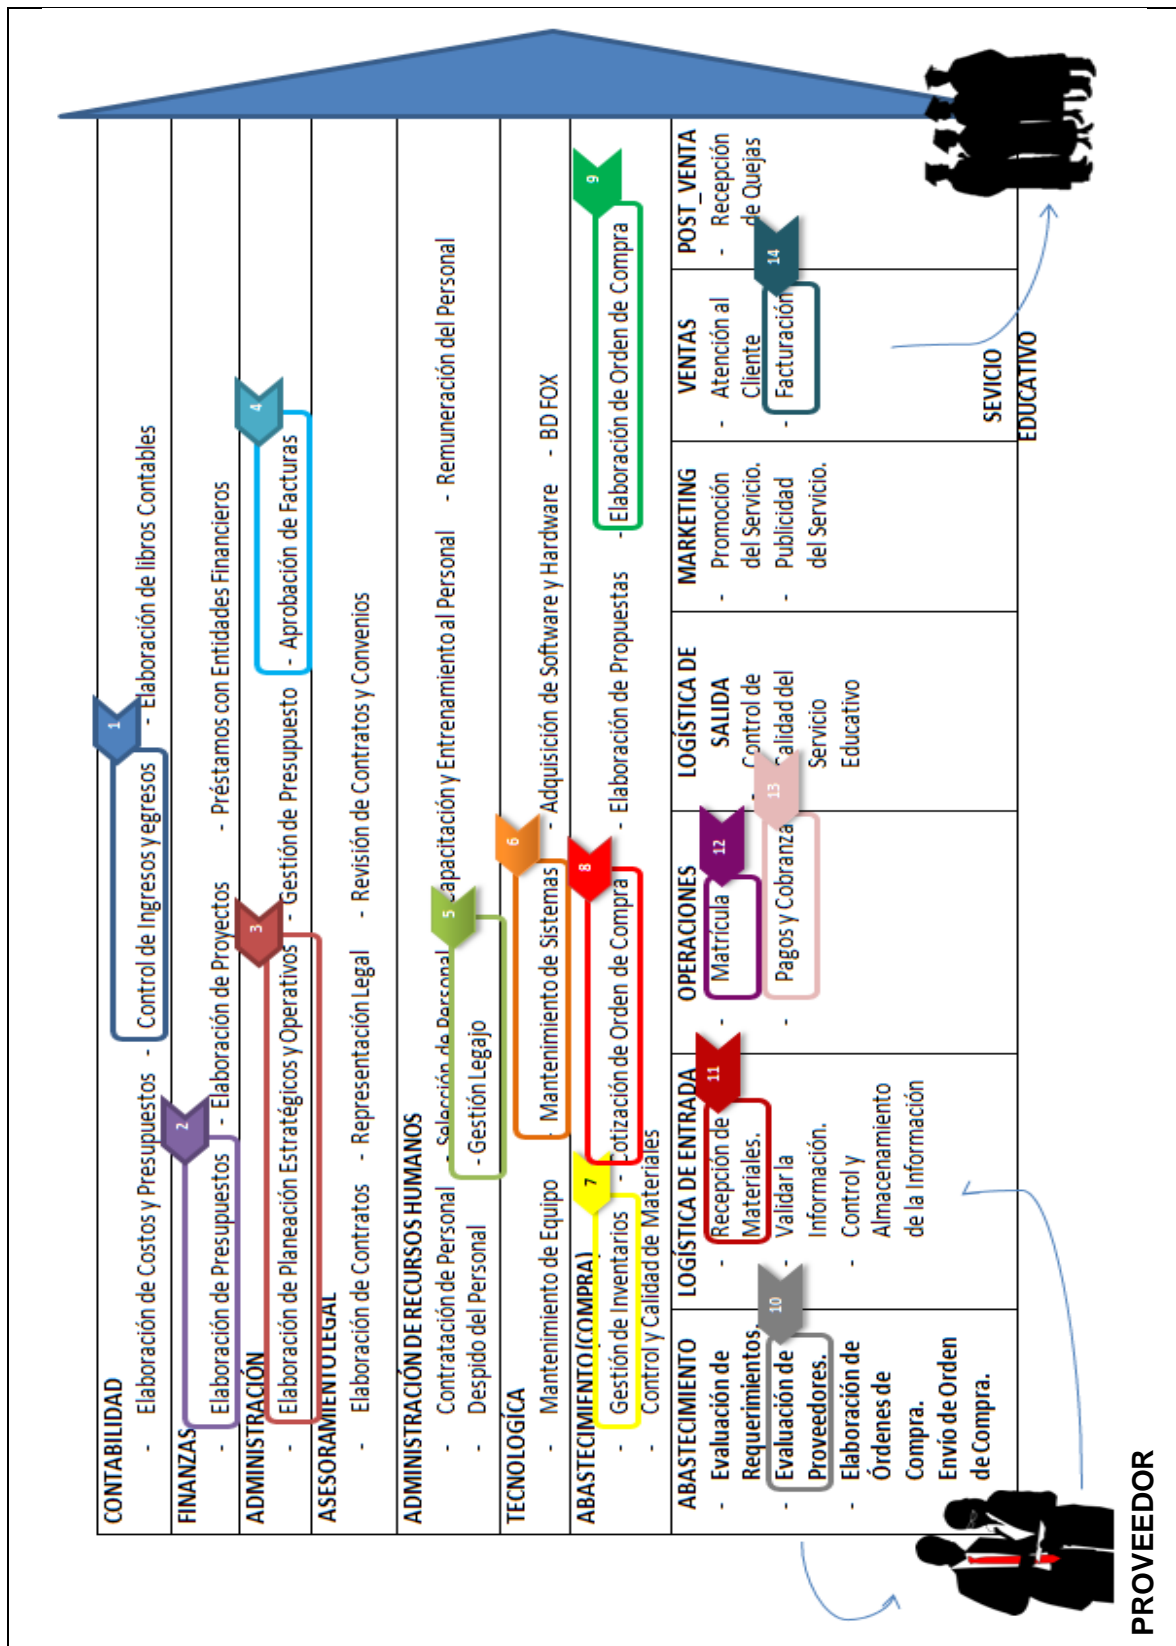 CONTABILIDAD
- Elaboración de Costos y Presupuestos - Control de Ingresos y egresos 1 - Elaboración de libros Contables
FINANZAS
- Elaboración de Presupuestos 2 - Elaboración de Proyectos - Préstamos con Entidades Financieros
ADMINISTRACIÓN
- Elaboración de Planeación Estratégicos y Operativos 3 - Gestión de Presupuesto - Aprobación de Facturas 4
ASESORAMIENTO LEGAL
- Elaboración de Contratos - Representación Legal - Revisión de Contratos y Convenios
ADMINISTRACIÓN DE RECURSOS HUMANOS
- Contratación de Personal - Selección de Personal 5 Capacitación y Entrenamiento al Personal - Remuneración del Personal
- Despido del Personal - Gestión Legajo
TECNOLOGÍCA
- Mantenimiento de Equipo - Mantenimiento de Sistemas 6 - Adquisición de Software y Hardware - BD FOX
ABASTECIMIENTO (COMPRA)
- Gestión de Inventarios 7 - Cotización de Orden de Compra 8 - Elaboración de Propuestas - Elaboración de Orden de Compra 9
- Control y Calidad de Materiales
ABASTECIMIENTO
- Evaluación de
Requerimientos.
- Evaluación de 10
Proveedores.
- Elaboración de
Órdenes de
Compra.
Envío de Orden
de Compra.
LOGÍSTICA DE ENTRADA
- Recepción de 11
Materiales.
- Validar la
Información.
- Control y
Almacenamiento
de la Información
OPERACIONES
- Matrícula 12
- Pagos y Cobranza 13
LOGÍSTICA DE
SALIDA
- Control de
Calidad del
Servicio
Educativo
MARKETING
- Promoción
del Servicio.
- Publicidad
del Servicio.
VENTAS
- Atención al
Cliente
- Facturación 14
POST_VENTA
- Recepción
de Quejas
SEVICIO
EDUCATIVO
PROVEEDOR